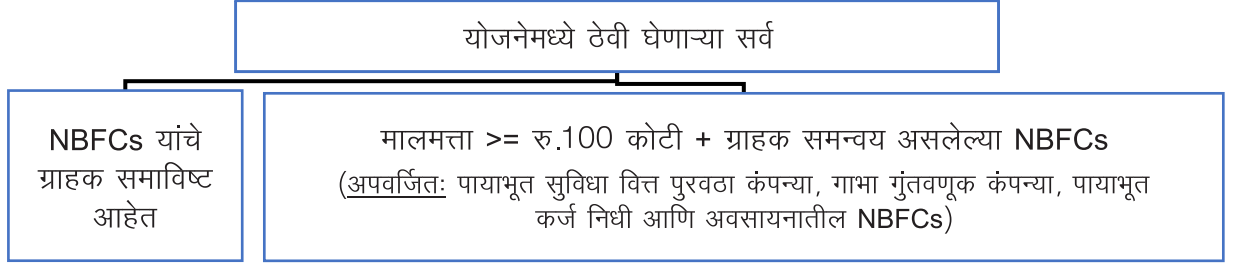 योजनेमध्ये ठेवी घेणाऱ्या सर्व
NBFCs यांचे
ग्राहक समाविष्ट
आहेत
मालमत्ता >= रु.100 कोटी + ग्राहक समन्वय असलेल्या NBFCs
(अपवर्जितः पायाभूत सुविधा वित्त पुरवठा कंपन्या, गाभा गुंतवणूक कंपन्या, पायाभूत
कर्ज निधी आणि अवसायनातील NBFCs)